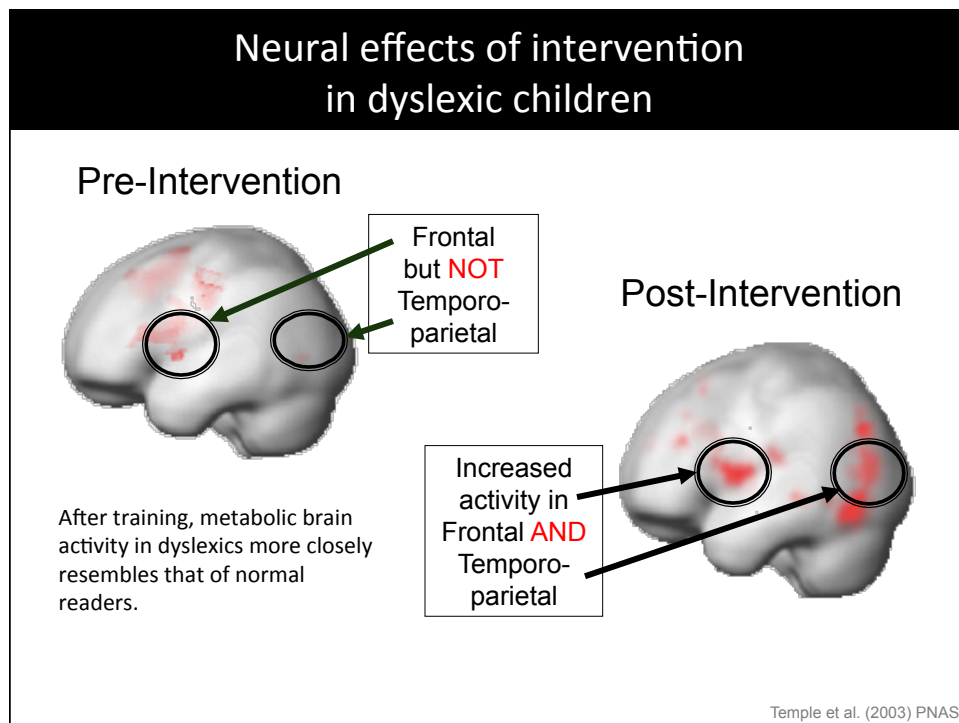 Neural effects of intervention
in dyslexic children
Pre-Intervention
Frontal
but NOT
Temporo-
parietal
Post-Intervention
Increased
activity in
Frontal AND
Temporo-
parietal
After training, metabolic brain
activity in dyslexics more closely
resembles that of normal
readers.
Temple et al. (2003) PNAS